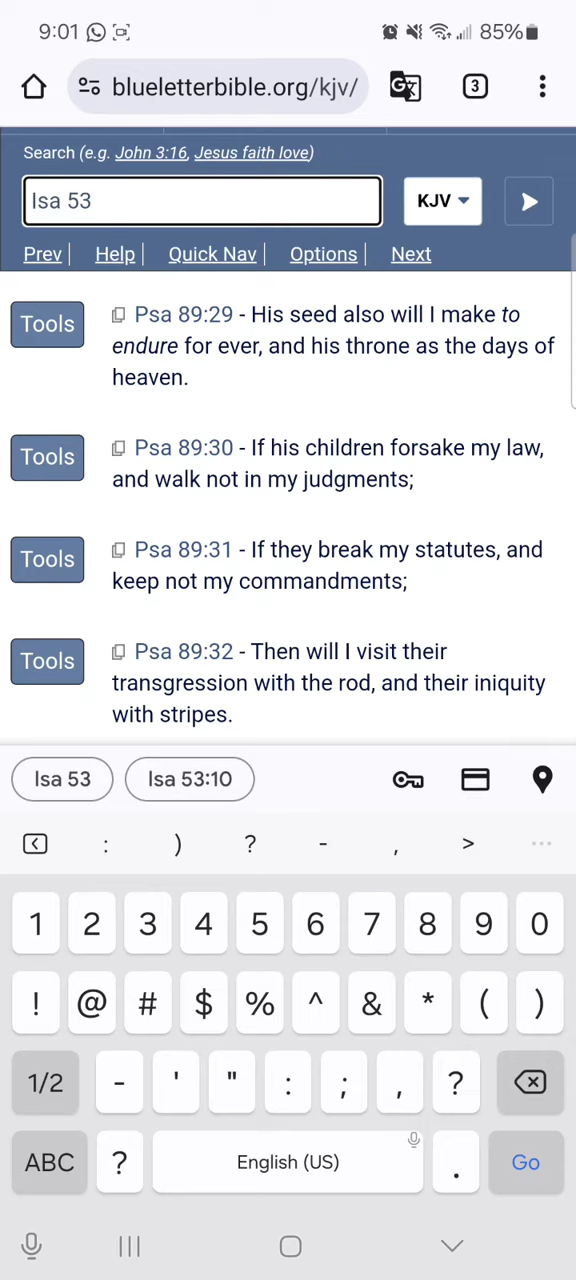 9:01 85%
blueletterbible.org/kjv/ 3
Search (e.g. John 3:16, Jesus faith love)
Isa 53 KJV
Prev | Help | Quick Nav | Options | Next
Tools Psa 89:29 - His seed also will I make to
endure for ever, and his throne as the days of
heaven.
Tools Psa 89:30 - If his children forsake my law,
and walk not in my judgments;
Tools Psa 89:31 - If they break my statutes, and
keep not my commandments;
Tools Psa 89:32 - Then will I visit their
transgression with the rod, and their iniquity
with stripes.
Isa 53 Isa 53:10
: ) ? - , > ...
1 2 3 4 5 6 7 8 9 0
! @ # $ % ^ & * ( )
1/2 - ' " : ; , ?
ABC ? English (US) . Go